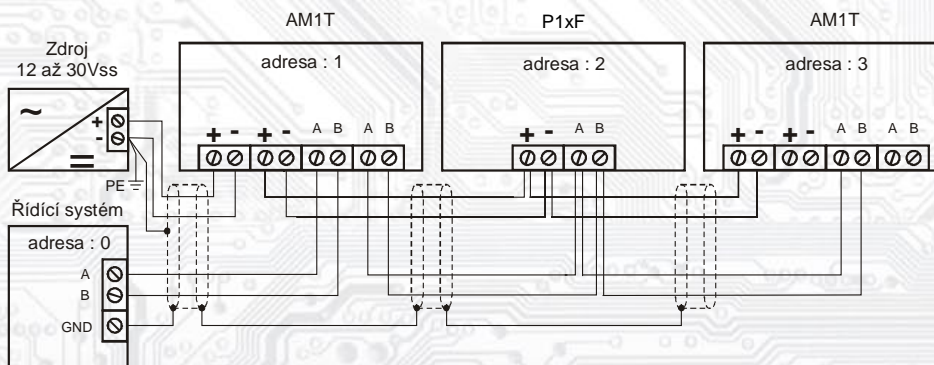 AM1T
P1xF
AM1T
Zdroj
12 až 30Vss
adresa : 1
adresa : 2
adresa : 3
~
+
-
=
PE
+ - + - A B A B
+ - A B
+ - + - A B A B
Řídící systém
adresa : 0
A
B
GND